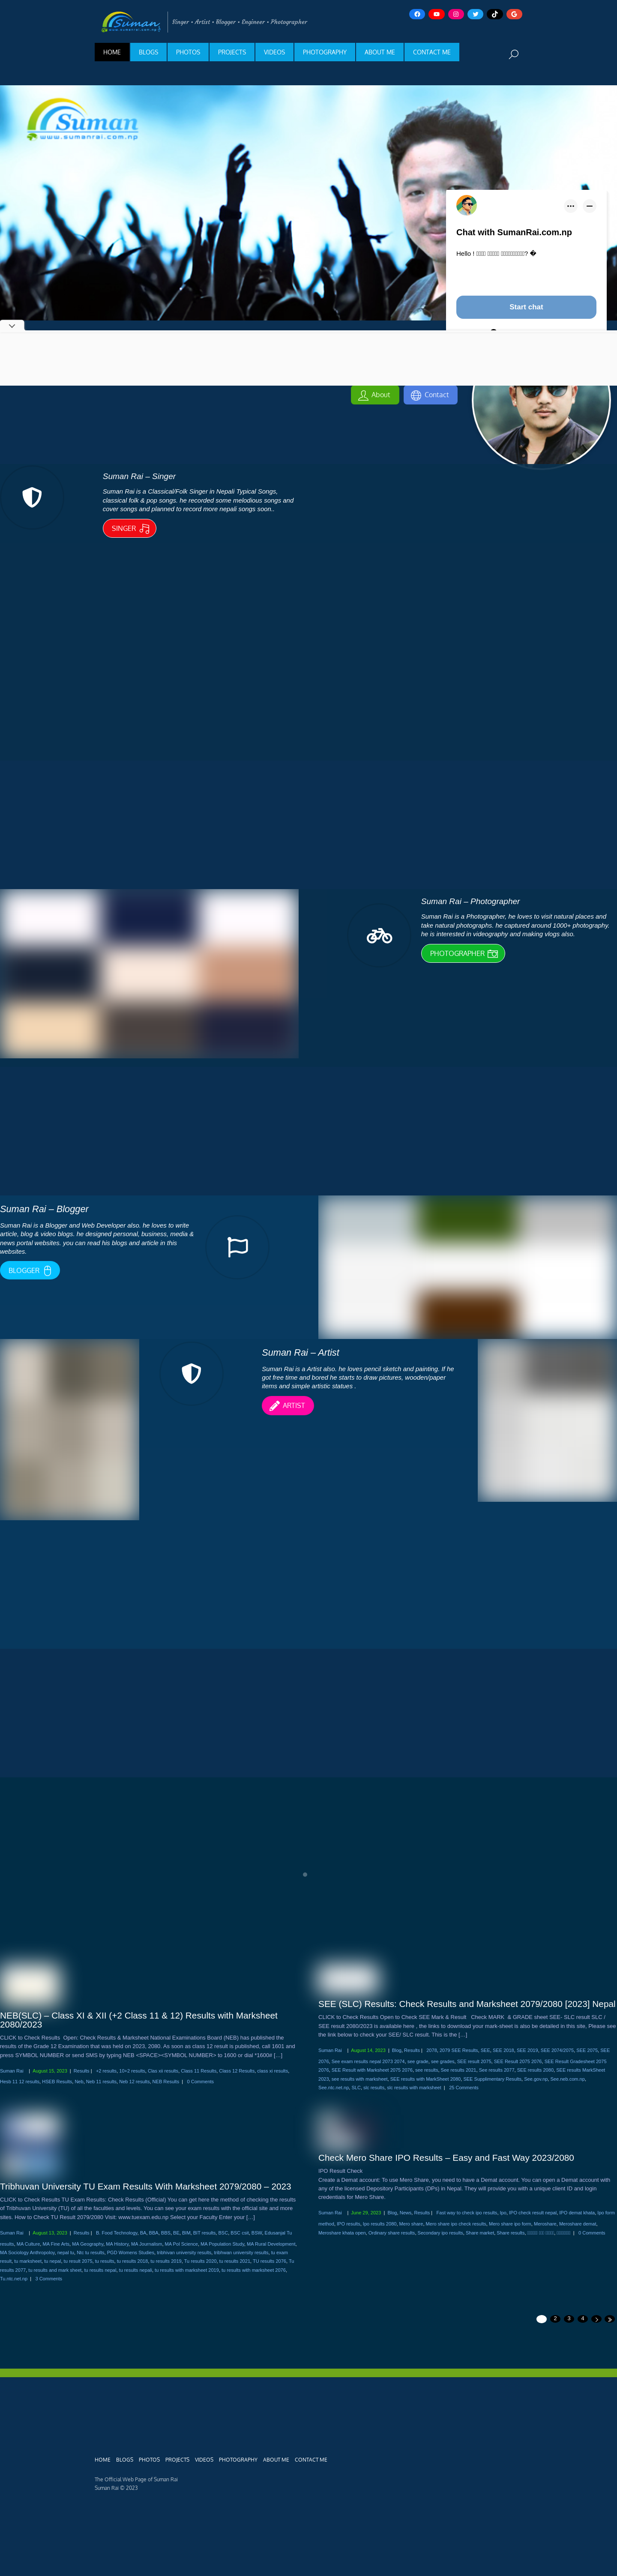 Suman
www.sumanrai.com.np
Singer • Artist • Blogger • Engineer • Photographer
HOME BLOGS PHOTOS PROJECTS VIDEOS PHOTOGRAPHY ABOUT ME CONTACT ME
Suman
www.sumanrai.com.np
Chat with SumanRai.com.np
Hello !
Start chat
About Contact
Suman Rai – Singer
Suman Rai is a Classical/Folk Singer in Nepali Typical Songs,
classical folk & pop songs. he recorded some melodious songs and
cover songs and planned to record more nepali songs soon..
SINGER
Suman Rai – Photographer
Suman Rai is a Photographer, he loves to visit natural places and
take natural photographs. he captured around 1000+ photography.
he is interested in videography and making vlogs also.
PHOTOGRAPHER
Suman Rai – Blogger
Suman Rai is a Blogger and Web Developer also. he loves to write
article, blog & video blogs. he designed personal, business, media &
news portal websites. you can read his blogs and article in this
websites.
BLOGGER
Suman Rai – Artist
Suman Rai is a Artist also. he loves pencil sketch and painting. If he
got free time and bored he starts to draw pictures, wooden/paper
items and simple artistic statues .
ARTIST
NEB(SLC) – Class XI & XII (+2 Class 11 & 12) Results with Marksheet
2080/2023
CLICK to Check Results  Open: Check Results & Marksheet National Examinations Board (NEB) has published the
results of the Grade 12 Examination that was held on 2023, 2080. As soon as 12 result is published, call 1601 and
press SYMBOL NUMBER or send SMS by typing NEB <SPACE><SYMBOL NUMBER> to 1600 or dial *1600# […]
Suman Rai | August 15, 2023 | Results | +2 results, 10+2 results, Clas xii results, Class 11 Results, Class 12 Results, class xi results,
Hesb 11 12 results, HSEB Results, Neb, Neb 11 results, Neb 12 results, NEB Results | 0 Comments
SEE (SLC) Results: Check Results and Marksheet 2079/2080 [2023] Nepal
CLICK to Check Results Open to Check SEE Mark & Result   Check MARK  & GRADE sheet SEE- SLC result SLC /
SEE result 2080/2023 is available here , the links to download your mark-sheet is also be detailed in this site, Please see
the link below to check your SEE/ SLC result. This is the […]
Suman Rai | August 14, 2023 | Blog, Results | 2078, 2079 SEE Results, SEE, SEE 2018, SEE 2019, SEE 2074/2075, SEE 2075, SEE
2076, See exam results nepal 2073 2074, see grade, see grades, SEE result 2075, SEE Result 2075 2076, SEE Result Gradesheet 2075
2076, SEE Result with Marksheet 2075 2076, see results, See results 2021, See results 2077, SEE results 2080, SEE results MarkSheet
2023, see results with marksheet, SEE results with MarkSheet 2080, SEE Supplimentary Results, See.gov.np, See.neb.com.np,
See.ntc.net.np, SLC, slc results, slc results with marksheet | 25 Comments
Tribhuvan University TU Exam Results With Marksheet 2079/2080 – 2023
CLICK to Check Results TU Exam Results: Check Results (Official) You can get here the method of checking the results
of Tribhuvan University (TU) of all the faculties and levels. You can see your exam results with the official site and more
sites. How to Check TU Result 2079/2080 Visit: www.tuexam.edu.np Select your Faculty Enter your […]
Suman Rai | August 13, 2023 | Results | B. Food Technology, BA, BBA, BBS, BE, BIM, BIT results, BSC, BSC csit, BSW, Edusanjal Tu
results, MA Culture, MA Fine Arts, MA Geography, MA History, MA Journalism, MA Pol Science, MA Population Study, MA Rural Development,
MA Sociology Anthropoloy, nepal tu, Ntc tu results, PGD Womens Studies, tribhivan university results, tribhivan university results, tu exam
result, tu marksheet, tu nepal, tu result 2075, tu results, tu results 2018, tu results 2019, Tu results 2020, tu results 2021, TU results 2076, Tu
results 2077, tu results and mark sheet, tu results nepal, tu results nepali, tu results with marksheet 2019, tu results with marksheet 2076,
Tu.ntc.net.np | 3 Comments
Check Mero Share IPO Results – Easy and Fast Way 2023/2080
IPO Result Check
Create a Demat account: To use Mero Share, you need to have a Demat account. You can open a Demat account with any
of the licensed Depository Participants (DPs) in Nepal. They will provide you with a unique client ID and login
credentials for Mero Share.
Suman Rai | June 29, 2023 | Blog, News, Results | Fast way to check ipo results, ipo, IPO check result nepal, IPO demat khata, ipo form
method, IPO results, ipo results 2080, Mero share, Mero share ipo check results, Mero share ipo form, Meroshare, Meroshare demat,
Meroshare khata open, Ordinary share results, Secondary ipo results, Share market, Share results, | 0 Comments
2 3 4 › »
HOME BLOGS PHOTOS PROJECTS VIDEOS PHOTOGRAPHY ABOUT ME CONTACT ME
The Official Web Page of Suman Rai
Suman Rai © 2023